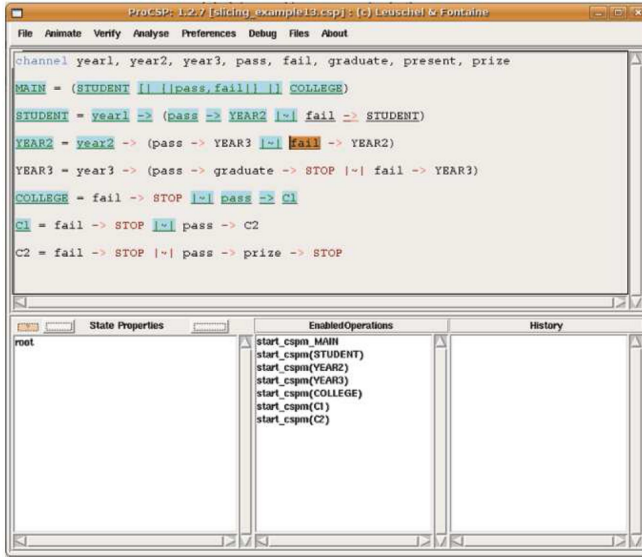 ProCSP: 1.2.7 [slicing_example13.csp] : (c) Leuschel & Fontaine
File Animate Verify Analyse Preferences Debug Files About
channel year1, year2, year3, pass, fail, graduate, present, prize
MAIN = (STUDENT [| {|pass,fail|} |] COLLEGE)
STUDENT = year1 -> (pass -> YEAR2 |~| fail -> STUDENT)
YEAR2 = year2 -> (pass -> YEAR3 |~| fail -> YEAR2)
YEAR3 = year3 -> (pass -> graduate -> STOP |~| fail -> YEAR3)
COLLEGE = fail -> STOP |~| pass -> C1
C1 = fail -> STOP |~| pass -> C2
C2 = fail -> STOP |~| pass -> prize -> STOP
State Properties EnabledOperations History
root
start_cspm_MAIN
start_cspm(STUDENT)
start_cspm(YEAR2)
start_cspm(YEAR3)
start_cspm(COLLEGE)
start_cspm(C1)
start_cspm(C2)